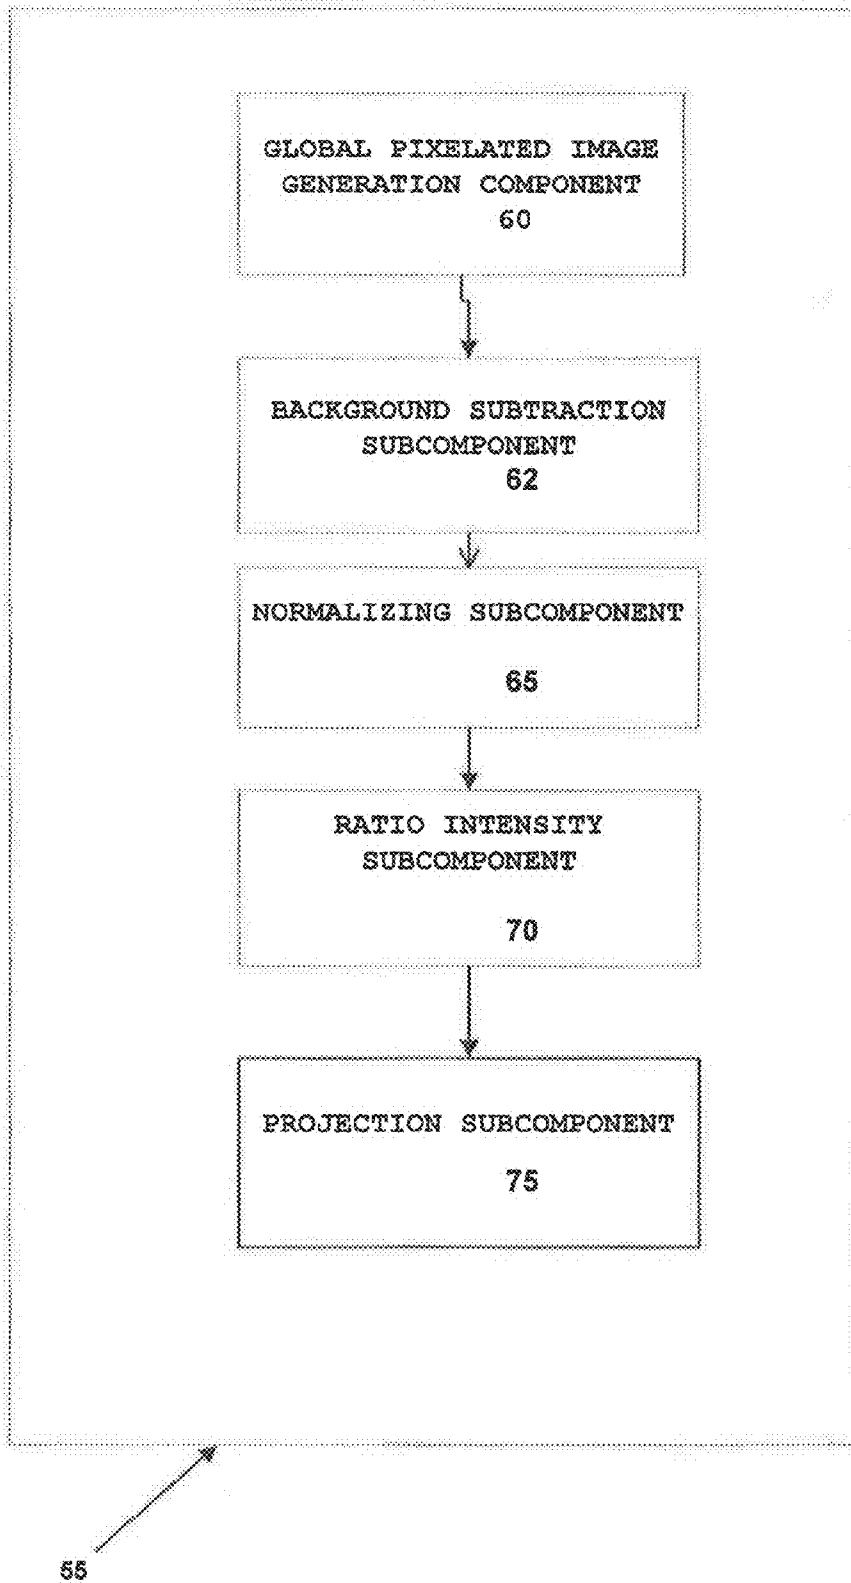 GLOBAL PIXELATED IMAGE
GENERATION COMPONENT
60
BACKGROUND SUBTRACTION
SUBCOMPONENT
62
NORMALIZING SUBCOMPONENT
65
RATIO INTENSITY
SUBCOMPONENT
70
PROJECTION SUBCOMPONENT
75
55